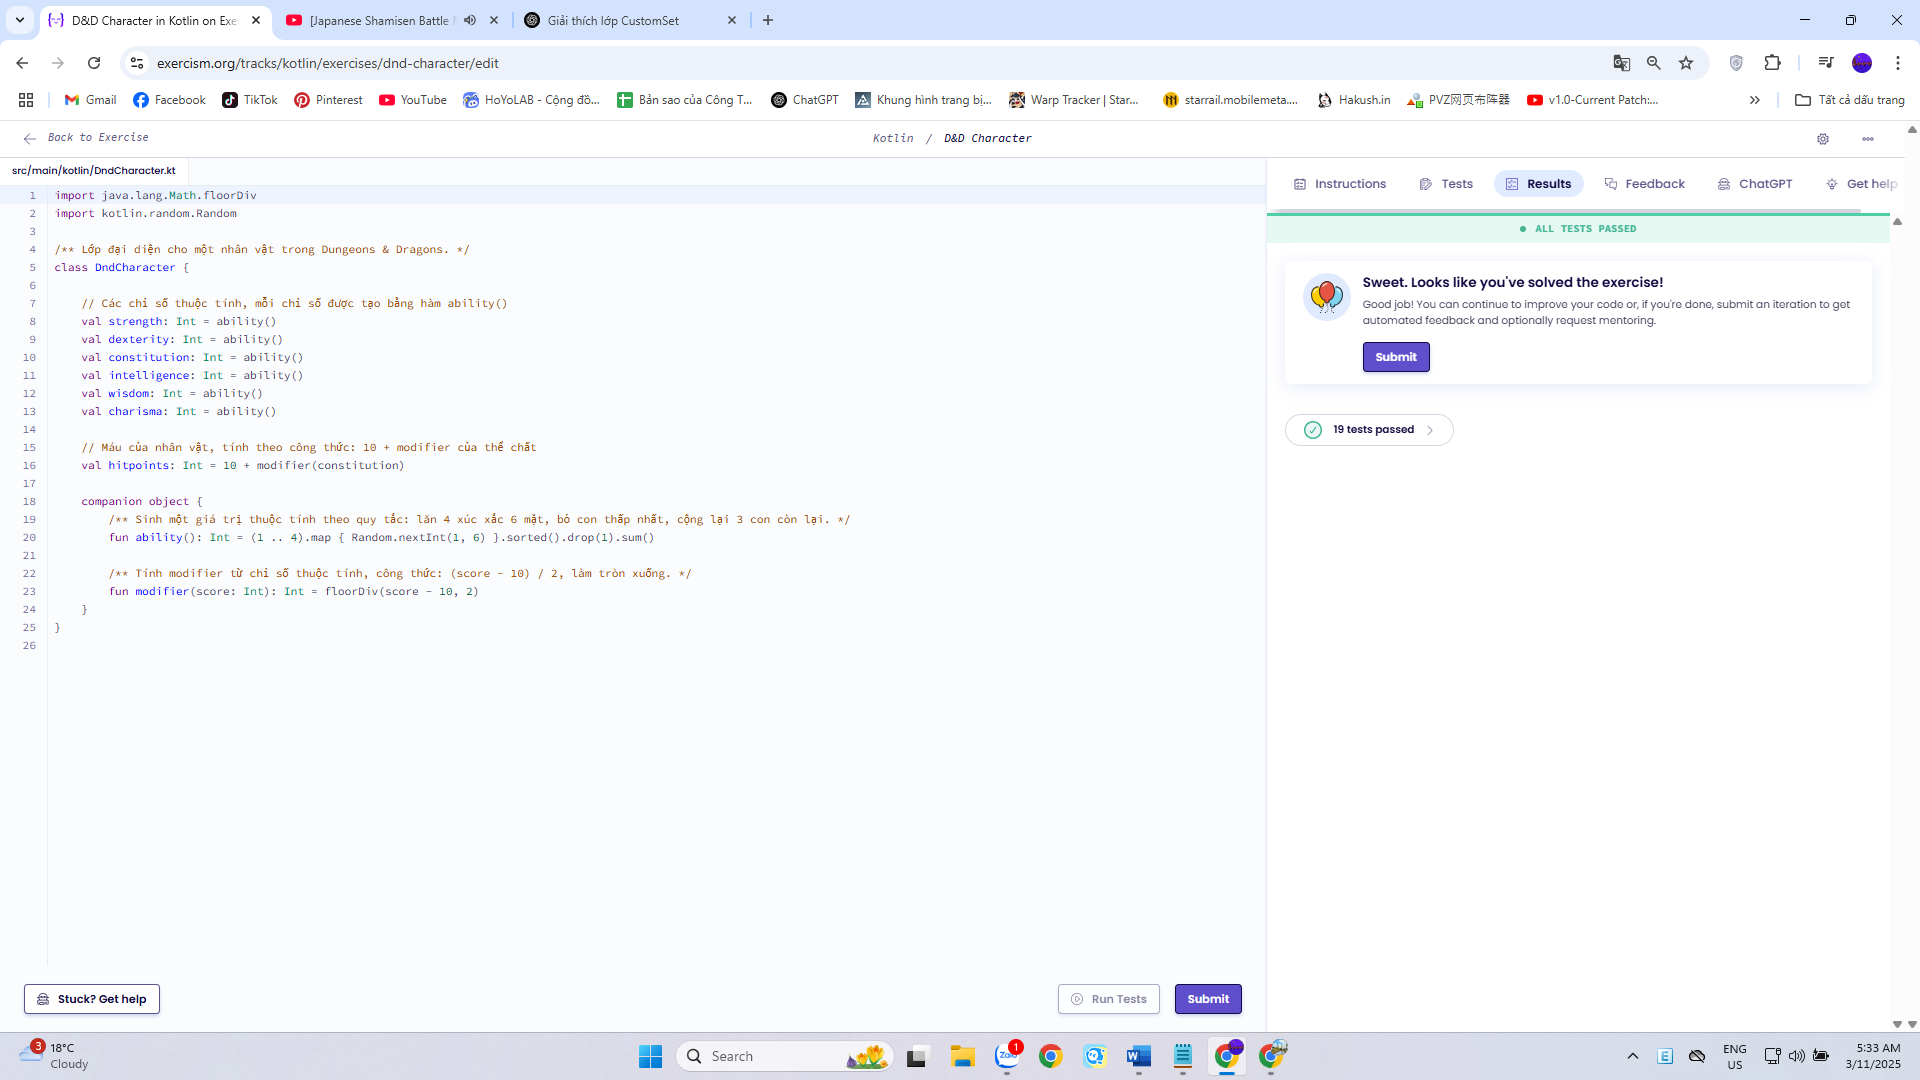 D&D Character in Kotlin on Exe
[Japanese Shamisen Battle M
Giải thích lớp CustomSet
exercism.org/tracks/kotlin/exercises/dnd-character/edit
Gmail
Facebook
TikTok
Pinterest
YouTube
HoYoLAB - Cộng đồ...
Bản sao của Công T...
ChatGPT
Khung hình trang bị...
Warp Tracker | Star...
starrail.mobilemeta....
Hakush.in
PVZ网页布阵器
v1.0-Current Patch:...
Tất cả dấu trang
Back to Exercise
Kotlin / D&D Character
src/main/kotlin/DndCharacter.kt
1 import java.lang.Math.floorDiv
2 import kotlin.random.Random
3
4 /** Lớp đại diện cho một nhân vật trong Dungeons & Dragons. */
5 class DndCharacter {
6
7 // Các chỉ số thuộc tính, mỗi chỉ số được tạo bằng hàm ability()
8 val strength: Int = ability()
9 val dexterity: Int = ability()
10 val constitution: Int = ability()
11 val intelligence: Int = ability()
12 val wisdom: Int = ability()
13 val charisma: Int = ability()
14
15 // Máu của nhân vật, tính theo công thức: 10 + modifier của thể chất
16 val hitpoints: Int = 10 + modifier(constitution)
17
18 companion object {
19 /** Sinh một giá trị thuộc tính theo quy tắc: lăn 4 xúc xắc 6 mặt, bỏ con thấp nhất, cộng lại 3 con còn lại. */
20 fun ability(): Int = (1 .. 4).map { Random.nextInt(1, 6) }.sorted().drop(1).sum()
21
22 /** Tính modifier từ chỉ số thuộc tính, công thức: (score - 10) / 2, làm tròn xuống. */
23 fun modifier(score: Int): Int = floorDiv(score - 10, 2)
24 }
25 }
26
Stuck? Get help
Run Tests
Submit
Instructions
Tests
Results
Feedback
ChatGPT
Get help
ALL TESTS PASSED
Sweet. Looks like you've solved the exercise!
Good job! You can continue to improve your code or, if you're done, submit an iteration to get
automated feedback and optionally request mentoring.
Submit
19 tests passed
3
18°C
Cloudy
Search
Zalo
1
ENG
US
5:33 AM
3/11/2025